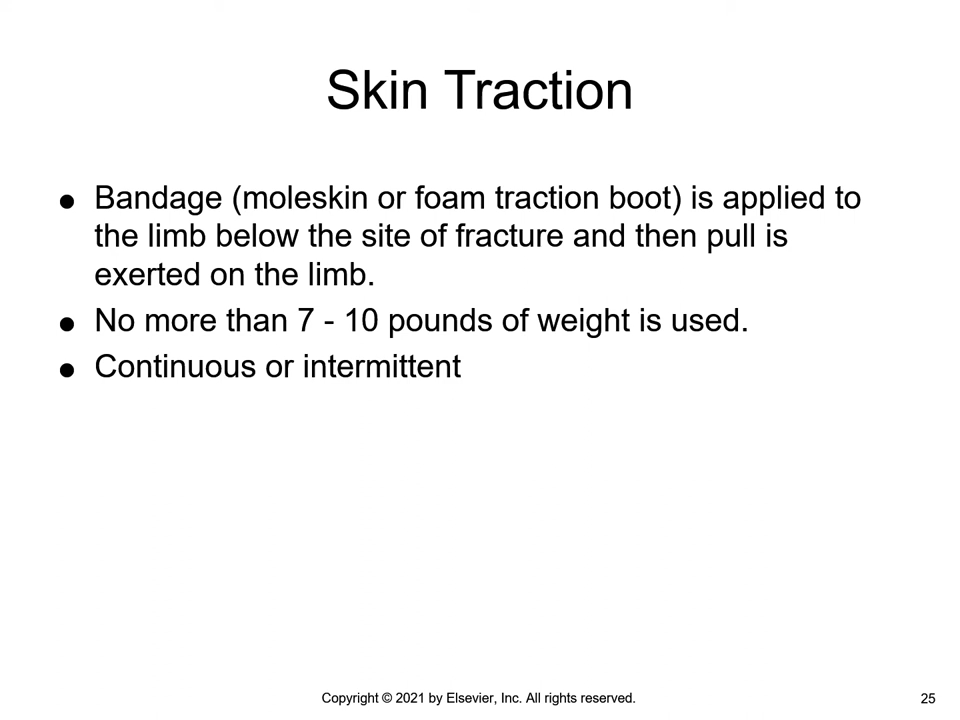 Skin Traction
● Bandage (moleskin or foam traction boot) is applied to
the limb below the site of fracture and then pull is
exerted on the limb.
● No more than 7 - 10 pounds of weight is used.
● Continuous or intermittent
Copyright © 2021 by Elsevier, Inc. All rights reserved.
25